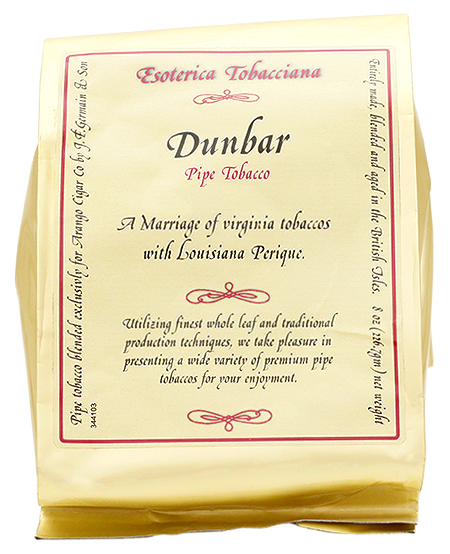 Esoterica Tobacciana
Dunbar
Pipe Tobacco
A Marriage of virginia tobaccos
with Louisiana Perique.
Utilizing finest whole leaf and traditional
production techniques, we take pleasure in
presenting a wide variety of premium pipe
tobaccos for your enjoyment.
Pipe tobacco blended exclusivly for Arango Cigar Co by J.F.Germain & Son
344103
Entirely made, blended and aged in the British Isles. 8 oz (226.7gm) net weight